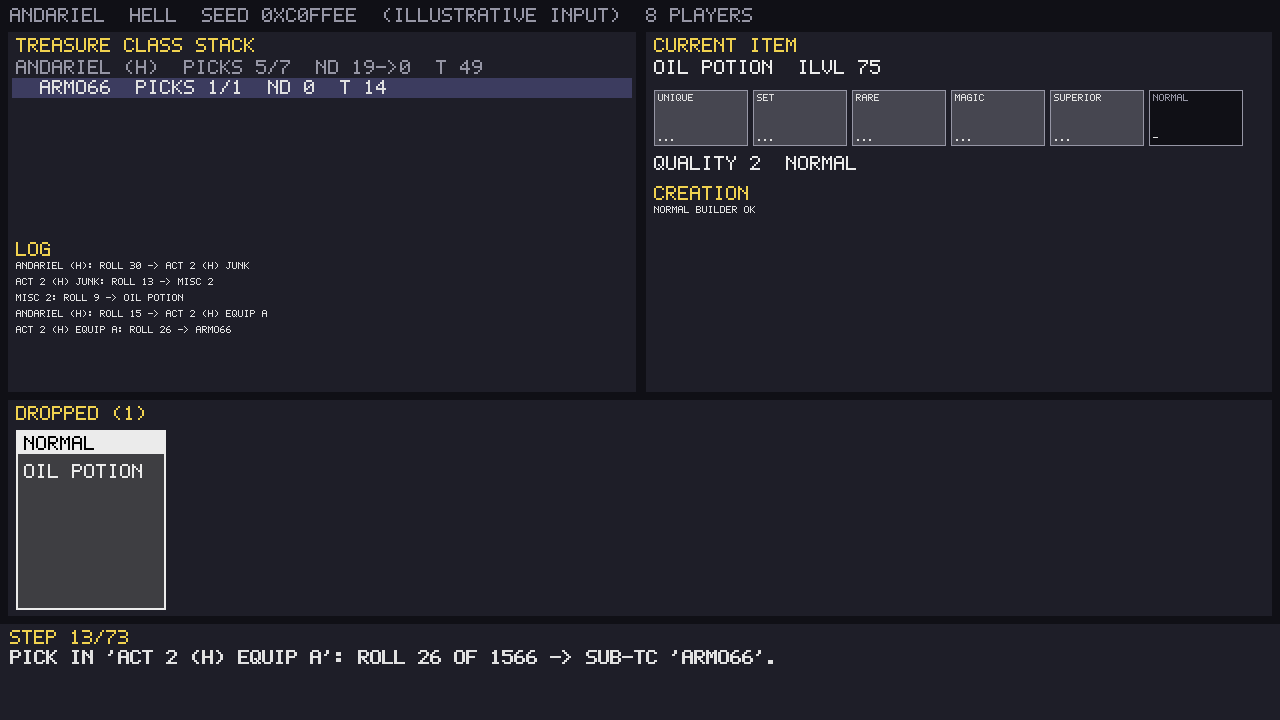 ANDARIEL  HELL  SEED 0XC0FFEE  (ILLUSTRATIVE INPUT)  8 PLAYERS
TREASURE CLASS STACK
ANDARIEL (H)  PICKS 5/7  ND 19->0  T 49
ARMO66  PICKS 1/1  ND 0  T 14
LOG
ANDARIEL (H): ROLL 30 -> ACT 2 (H) JUNK
ACT 2 (H) JUNK: ROLL 13 -> MISC 2
MISC 2: ROLL 9 -> OIL POTION
ANDARIEL (H): ROLL 15 -> ACT 2 (H) EQUIP A
ACT 2 (H) EQUIP A: ROLL 26 -> ARMO66
CURRENT ITEM
OIL POTION  ILVL 75
UNIQUE  SET  RARE  MAGIC  SUPERIOR  NORMAL
...  ...  ...  ...  ...  _
QUALITY 2  NORMAL
CREATION
NORMAL BUILDER OK
DROPPED (1)
NORMAL
OIL POTION
STEP 13/73
PICK IN 'ACT 2 (H) EQUIP A': ROLL 26 OF 1566 -> SUB-TC 'ARMO66'.